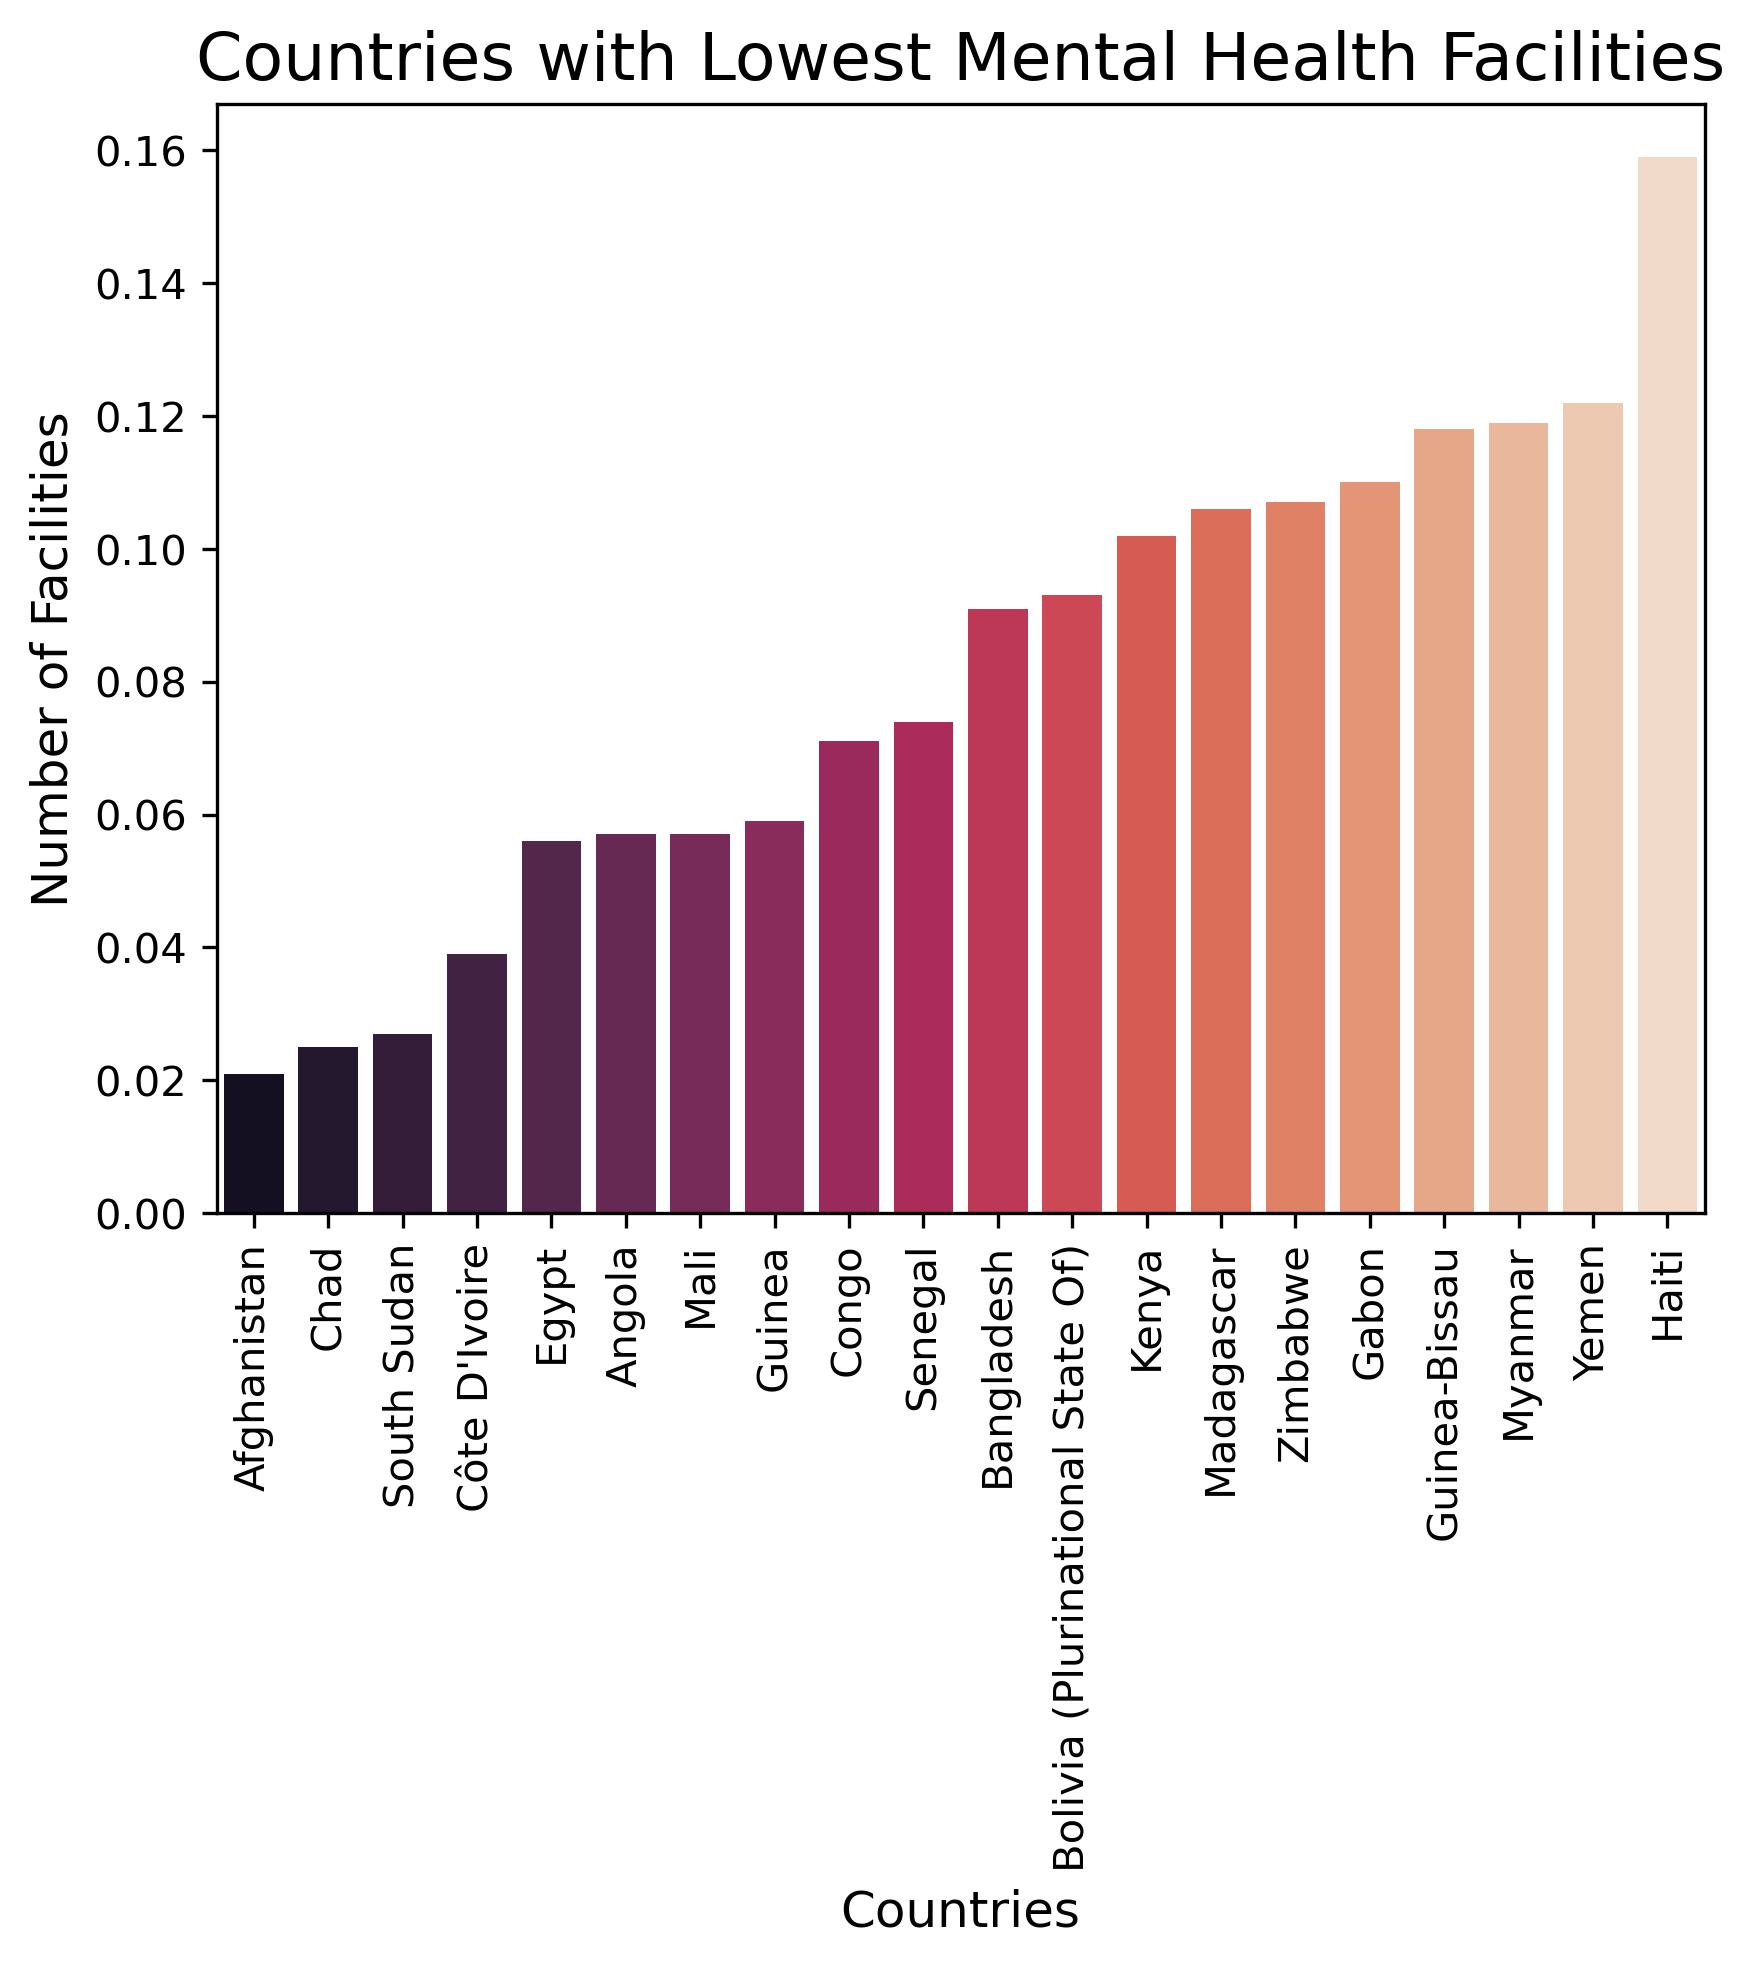 Countries with Lowest Mental Health Facilities
Number of Facilities
0.16
0.14
0.12
0.10
0.08
0.06
0.04
0.02
0.00
Afghanistan
Chad
South Sudan
Côte D'Ivoire
Egypt
Angola
Mali
Guinea
Congo
Senegal
Bangladesh
Bolivia (Plurinational State Of)
Kenya
Madagascar
Zimbabwe
Gabon
Guinea-Bissau
Myanmar
Yemen
Haiti
Countries